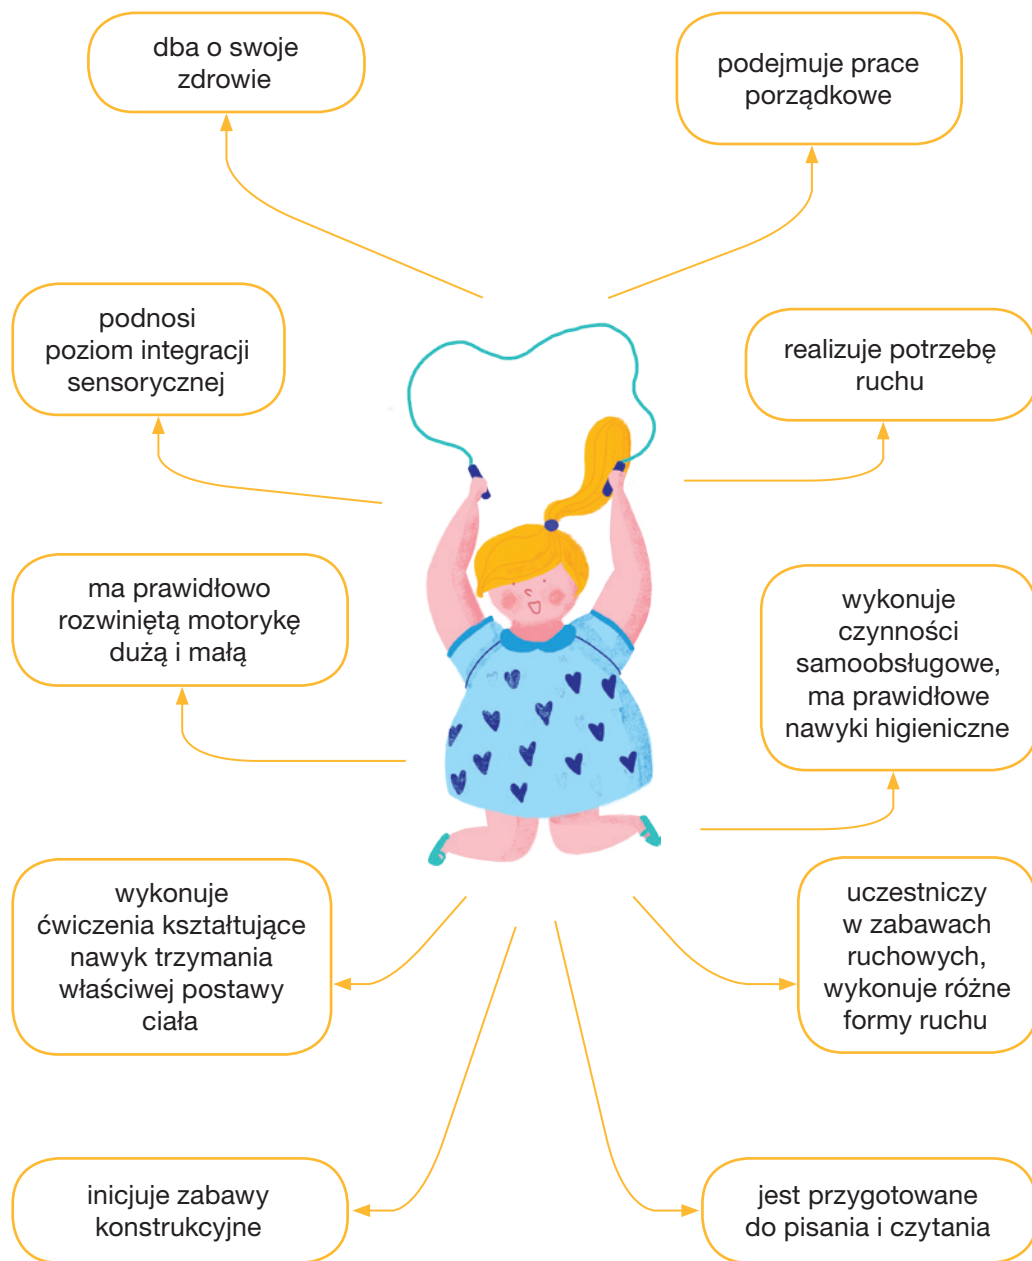 dba o swoje
zdrowie
podejmuje prace
porządkowe
podnosi
poziom integracji
sensorycznej
realizuje potrzebę
ruchu
ma prawidłowo
rozwiniętą motorykę
dużą i małą
wykonuje
czynności
samoobsługowe,
ma prawidłowe
nawyki higieniczne
wykonuje
ćwiczenia kształtujące
nawyk trzymania
właściwej postawy
ciała
uczestniczy
w zabawach
ruchowych,
wykonuje różne
formy ruchu
inicjuje zabawy
konstrukcyjne
jest przygotowane
do pisania i czytania